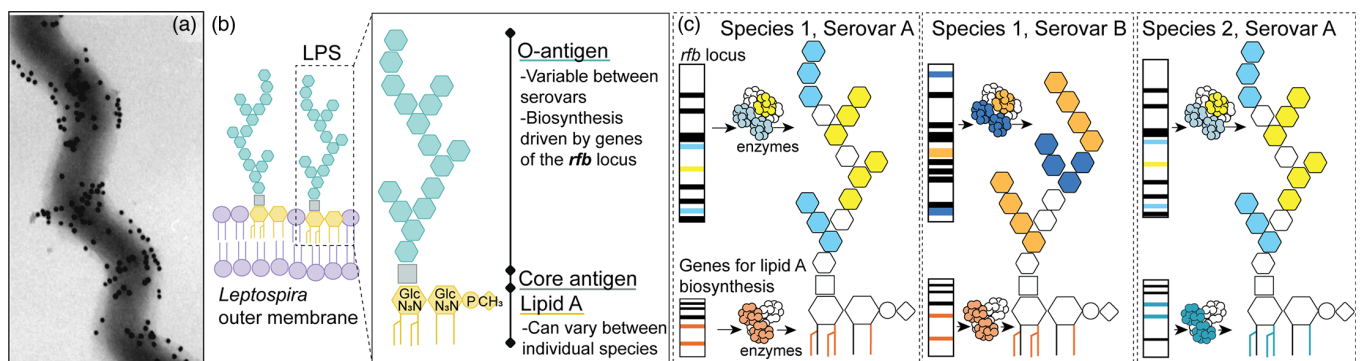 (a)
(b)
LPS
Leptospira
outer membrane
O-antigen
-Variable between
serovars
-Biosynthesis
driven by genes
of the rfb locus
Core antigen
Lipid A
-Can vary between
individual species
Glc
N₃N
Glc
N₃N
P
CH₃
(c)
Species 1, Serovar A
rfb locus
enzymes
Genes for lipid A
biosynthesis
enzymes
Species 1, Serovar B
Species 2, Serovar A